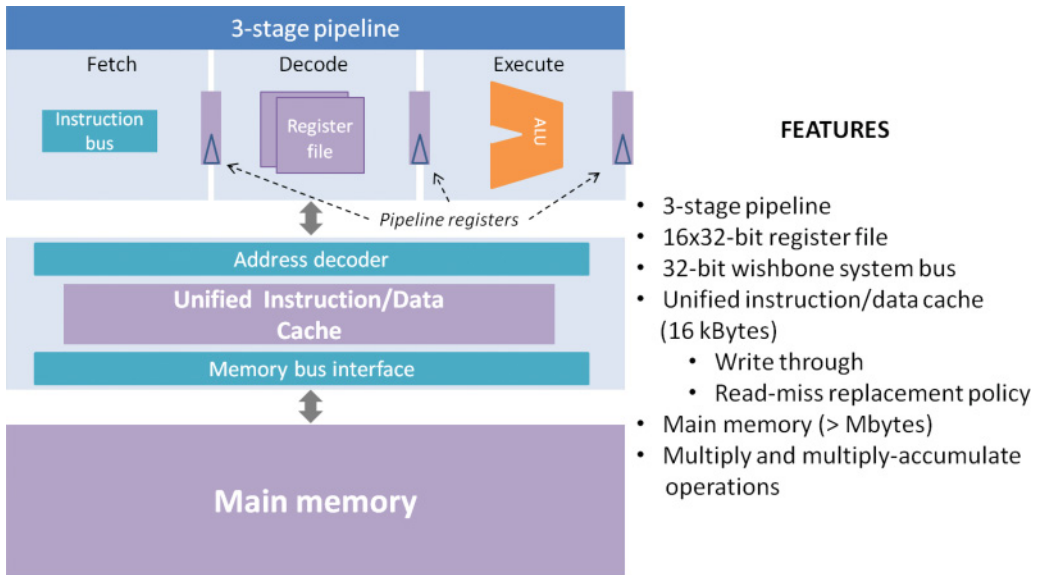 3-stage pipeline
Fetch
Decode
Execute
Instruction
bus
Register
file
ALU
Pipeline registers
Address decoder
Unified Instruction/Data
Cache
Memory bus interface
Main memory
FEATURES
• 3-stage pipeline
• 16x32-bit register file
• 32-bit wishbone system bus
• Unified instruction/data cache
(16 kBytes)
• Write through
• Read-miss replacement policy
• Main memory (> Mbytes)
• Multiply and multiply-accumulate
operations